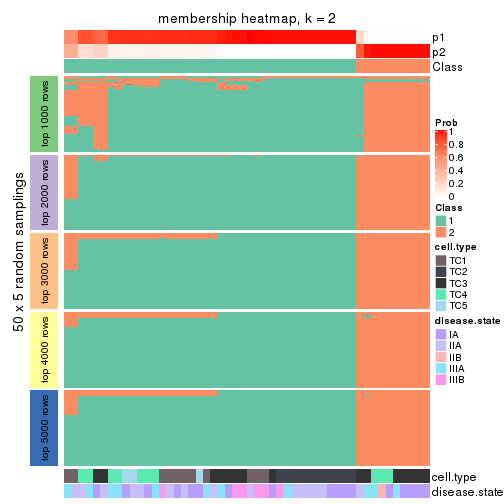 membership heatmap, k = 2
p1
p2
Class
50 x 5 random samplings
top 1000 rows
top 2000 rows
top 3000 rows
top 4000 rows
top 5000 rows
Prob
1
0.8
0.6
0.4
0.2
0
Class
1
2
cell.type
TC1
TC2
TC3
TC4
TC5
disease.state
IA
IIA
IIB
IIIA
IIIB
cell.type
disease.state